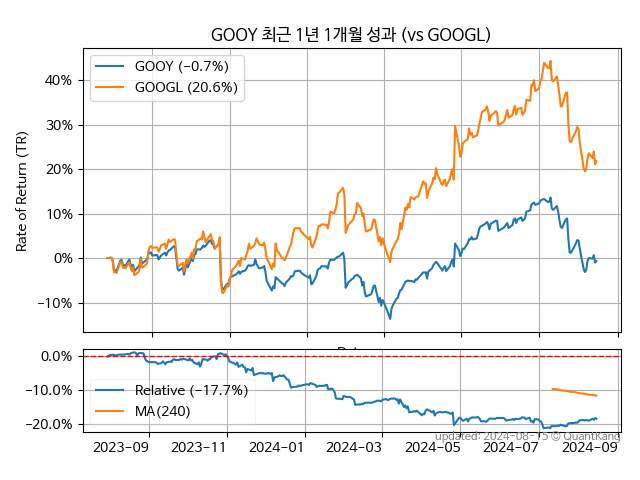 GOOY 최근 1년 1개월 성과 (vs GOOGL)
Rate of Return (TR)
40%
30%
20%
10%
0%
−10%
GOOY (−0.7%)
GOOGL (20.6%)
0.0%
−10.0%
−20.0%
Relative (−17.7%)
MA(240)
2023-09
2023-11
2024-01
2024-03
2024-05
2024-07
2024-09
updated: 2024-08-15 © QuantKang